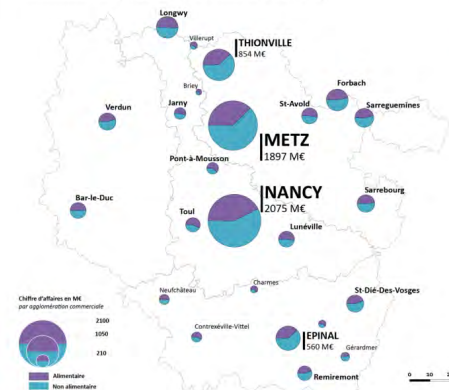 Longwy
Villerupt
THIONVILLE
854 M€
Briey
Forbach
Verdun
Jarny
St-Avold
Sarreguemines
METZ
1897 M€
Pont-à-Mousson
NANCY
2075 M€
Sarrebourg
Bar-le-Duc
Toul
Lunéville
Neufchâteau
Charmes
St-Dié-Des-Vosges
Chiffre d'affaires en M€
par agglomération commerciale
2100
1050
210
Contrexéville-Vittel
EPINAL
560 M€
Gérardmer
Remiremont
Alimentaire
Non alimentaire
0
10